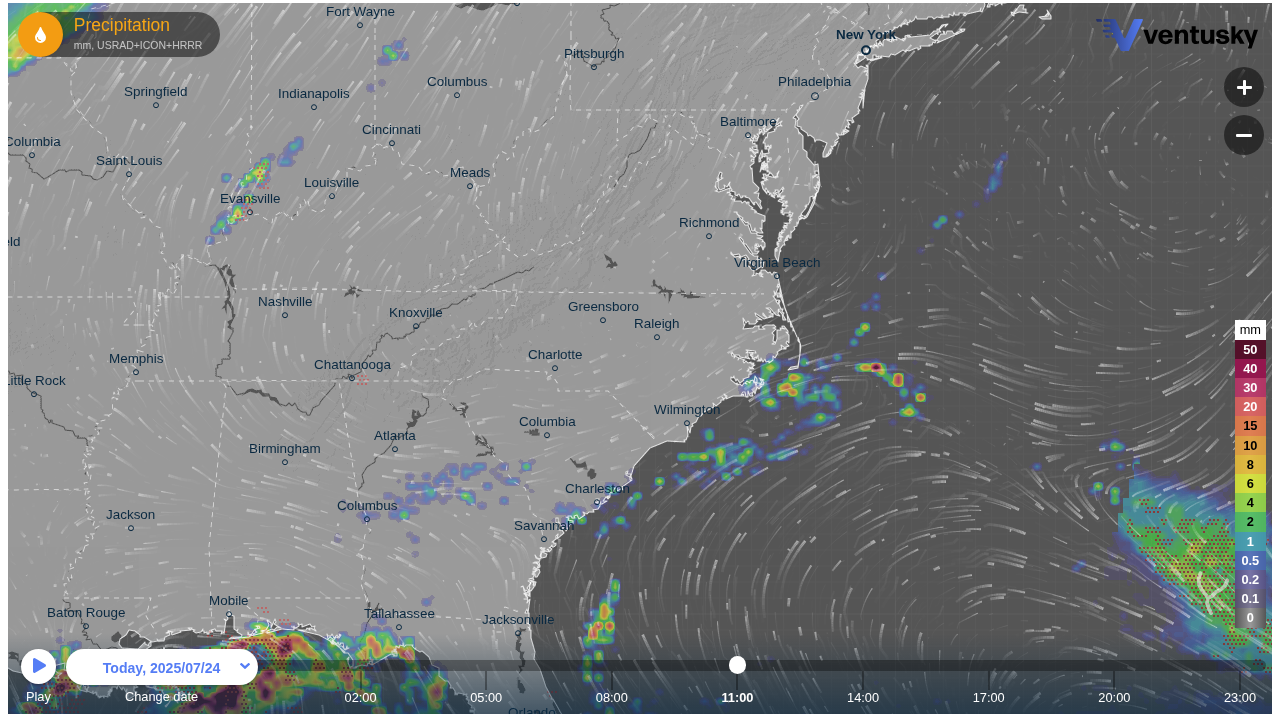 Precipitation
mm, USRAD+ICON+HRRR
ventusky
Fort Wayne
New York
Pittsburgh
Springfield
Indianapolis
Columbus
Philadelphia
Columbia
Cincinnati
Baltimore
Saint Louis
Louisville
Meads
Evansville
eld
Richmond
Virginia Beach
Nashville
Knoxville
Greensboro
Raleigh
Memphis
Chattanooga
Charlotte
Little Rock
Wilmington
Birmingham
Atlanta
Columbia
Jackson
Columbus
Charleston
Savannah
Baton Rouge
Mobile
Tallahassee
Jacksonville
Orlando
mm
50
40
30
20
15
10
8
6
4
2
1
0.5
0.2
0.1
0
Today, 2025/07/24
Play
Change date
02:00
05:00
08:00
11:00
14:00
17:00
20:00
23:00